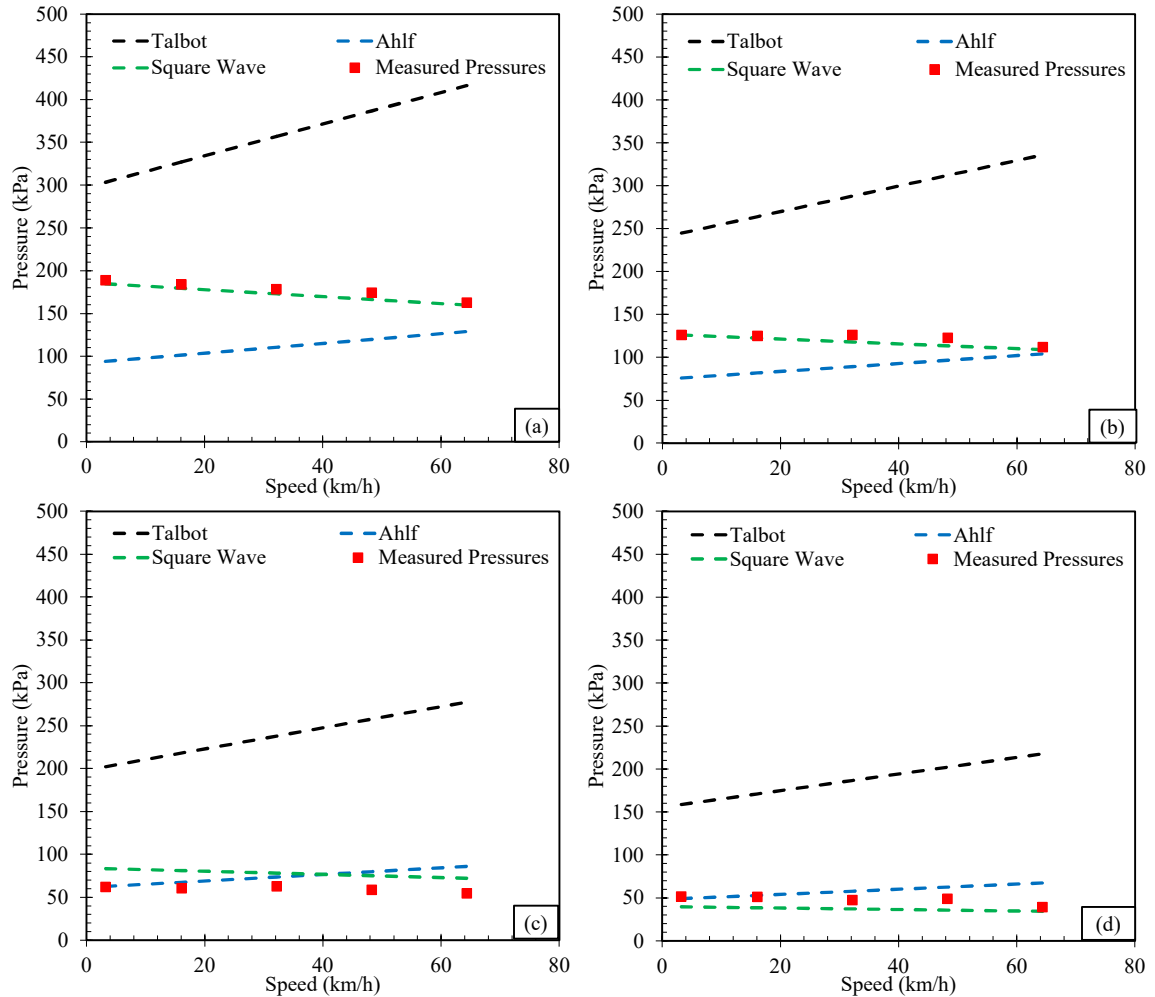 500
450
400
350
300
250
200
150
100
50
0
Pressure (kPa)
Talbot
Ahlf
Square Wave
Measured Pressures
(a)
0 20 40 60 80
Speed (km/h)
500
450
400
350
300
250
200
150
100
50
0
Pressure (kPa)
Talbot
Ahlf
Square Wave
Measured Pressures
(b)
0 20 40 60 80
Speed (km/h)
500
450
400
350
300
250
200
150
100
50
0
Pressure (kPa)
Talbot
Ahlf
Square Wave
Measured Pressures
(c)
0 20 40 60 80
Speed (km/h)
500
450
400
350
300
250
200
150
100
50
0
Pressure (kPa)
Talbot
Ahlf
Square Wave
Measured Pressures
(d)
0 20 40 60 80
Speed (km/h)